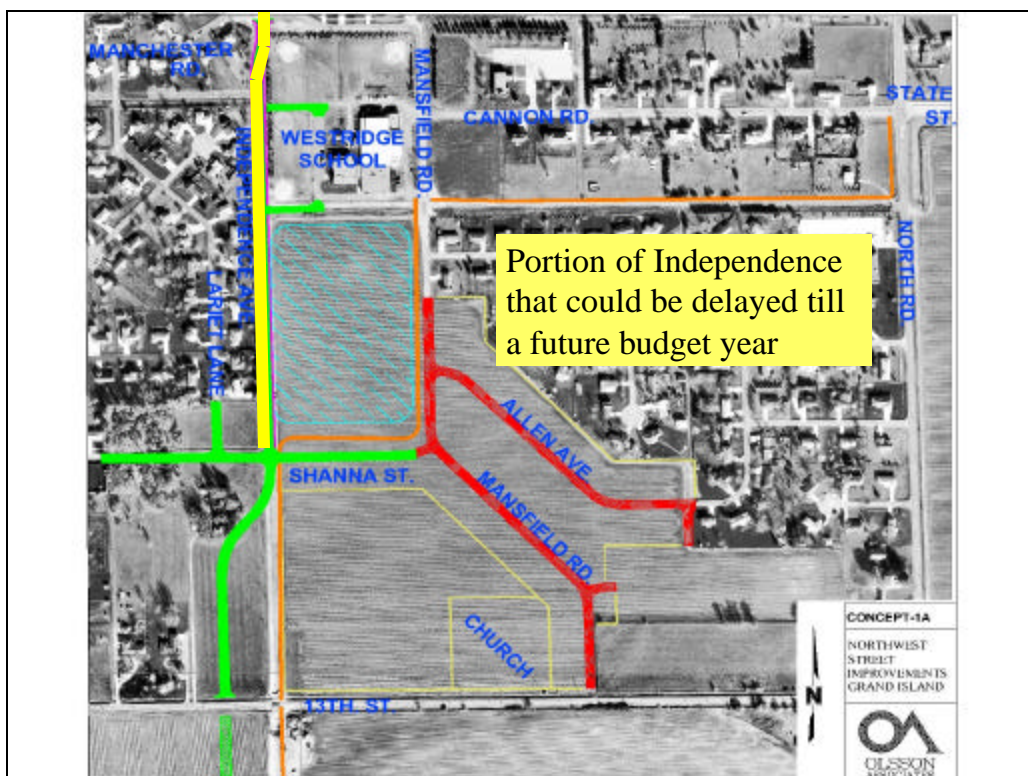 MANCHESTER
RD.
MANSFIELD RD.
STATE
ST.
CANNON RD.
WESTRIDGE
SCHOOL
INDEPENDENCE AVE.
NORTH RD.
Portion of Independence
that could be delayed till
a future budget year
LARIET LANE
ALLEN AVE.
SHANNA ST.
MANSFIELD RD.
CHURCH
13TH ST.
N
CONCEPT-1A
NORTHWEST
STREET
IMPROVEMENTS
GRAND ISLAND
OA
OLSSON
ASSOCIATES